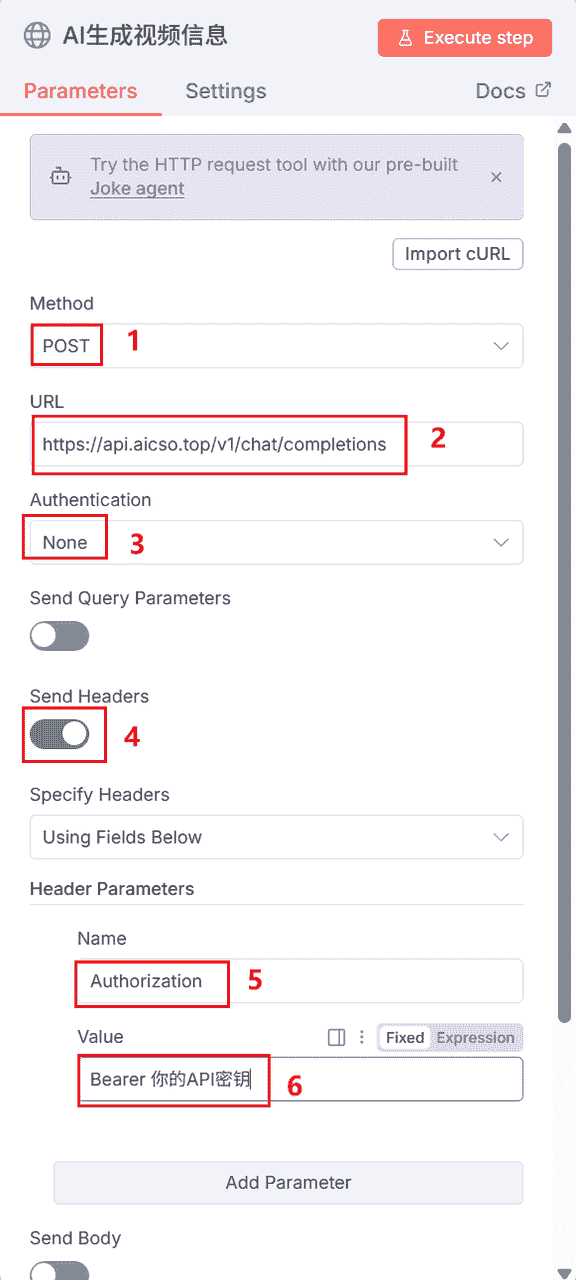 AI生成视频信息
Execute step
Parameters
Settings
Docs
Try the HTTP request tool with our pre-built
Joke agent
Import cURL
Method
POST
1
URL
https://api.aicso.top/v1/chat/completions
2
Authentication
None
3
Send Query Parameters
Send Headers
4
Specify Headers
Using Fields Below
Header Parameters
Name
Authorization
5
Value
Fixed
Expression
Bearer 你的API密钥
6
Add Parameter
Send Body